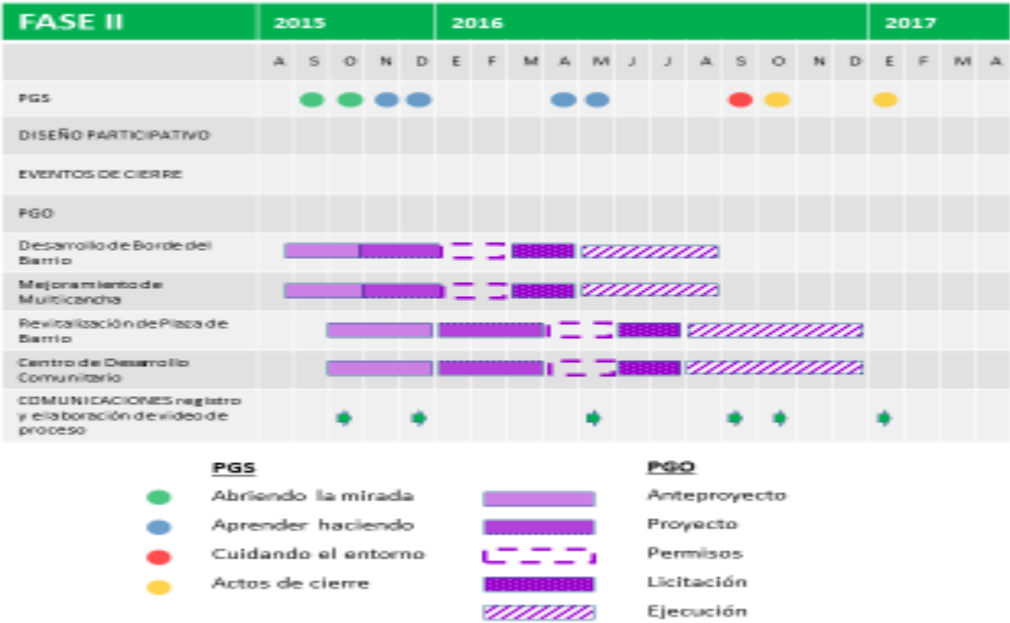 FASE II 2015 2016 2017
A S O N D E F M A M J J A S O N D E F M A
PGS
DISEÑO PARTICIPATIVO
EVENTOS DE CIERRE
PGO
Desarrollo de Borde del
Barrio
Mejoramiento de
Multicancha
Revitalización de Plaza de
Barrio
Centro de Desarrollo
Comunitario
COMUNICACIONES registro
y elaboración de video de
proceso
PGS
Abriendo la mirada
Aprender haciendo
Cuidando el entorno
Actos de cierre
PGO
Anteproyecto
Proyecto
Permisos
Licitación
Ejecución